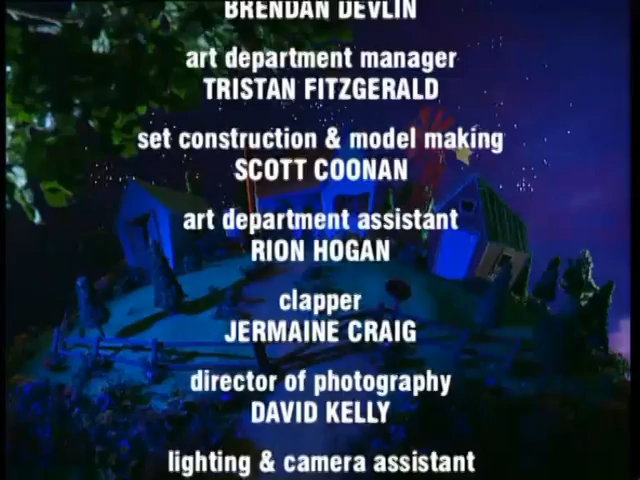 BRENDAN DEVLIN
art department manager
TRISTAN FITZGERALD
set construction & model making
SCOTT COONAN
art department assistant
RION HOGAN
clapper
JERMAINE CRAIG
director of photography
DAVID KELLY
lighting & camera assistant